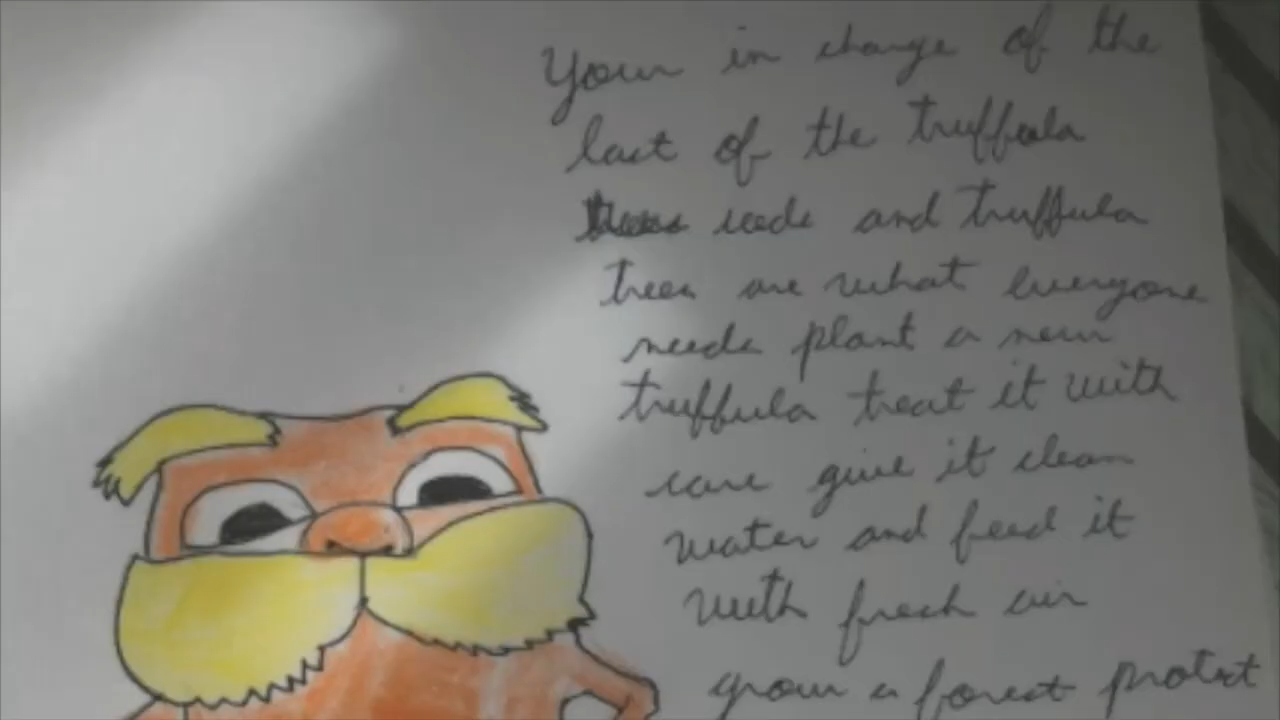 Your in charge of the
last of the truffula
seeds and truffula
trees are what everyone
needs plant a new
truffula treat it with
care give it clean
water and feed it
with fresh air
grow a forest protect